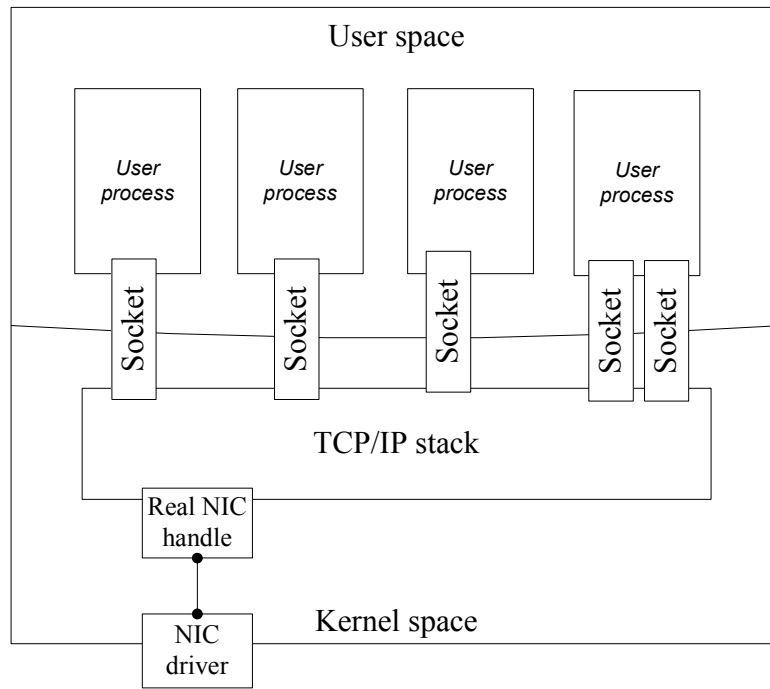 User space
User
process
User
process
User
process
User
process
Socket
Socket
Socket
Socket
Socket
TCP/IP stack
Real NIC
handle
Kernel space
NIC
driver